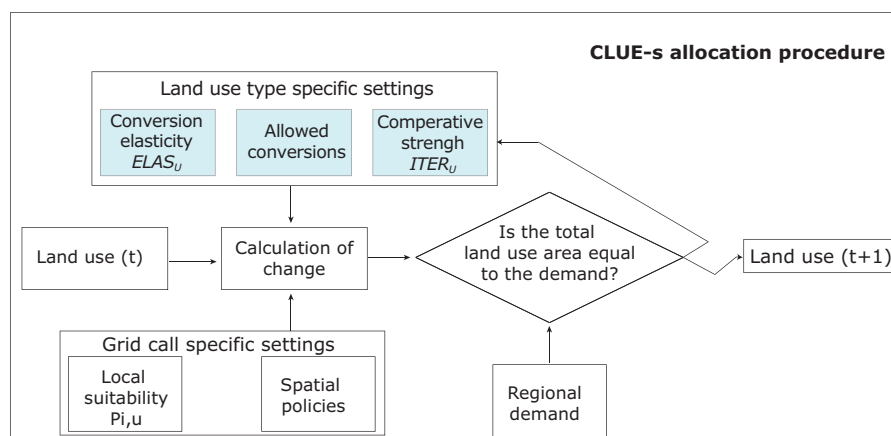 CLUE-s allocation procedure
Land use type specific settings
Conversion
elasticity
ELASU
Allowed
conversions
Comperative
strengh
ITERU
Land use (t)
Calculation of
change
Is the total
land use area equal
to the demand?
Land use (t+1)
Grid call specific settings
Local
suitability
Pi,u
Spatial
policies
Regional
demand